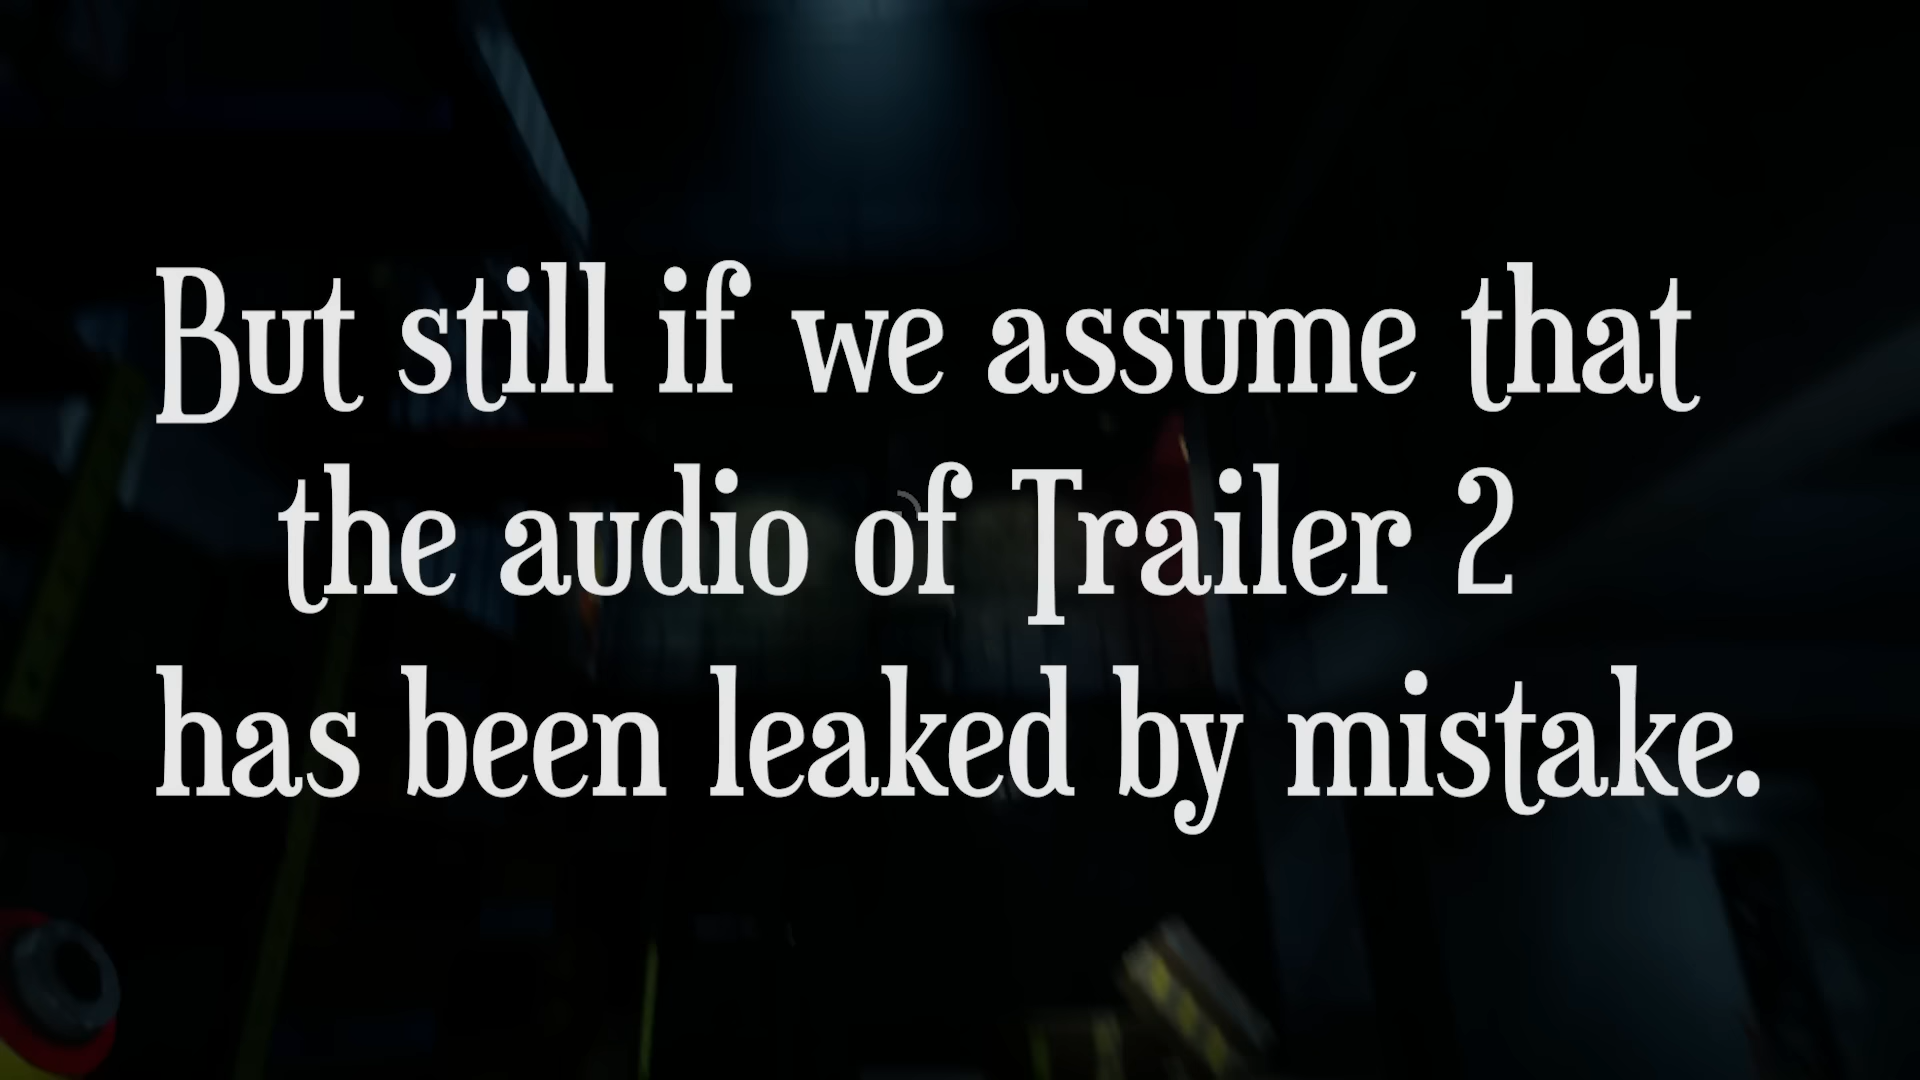 But still if we assume that
the audio of Trailer 2
has been leaked by mistake.